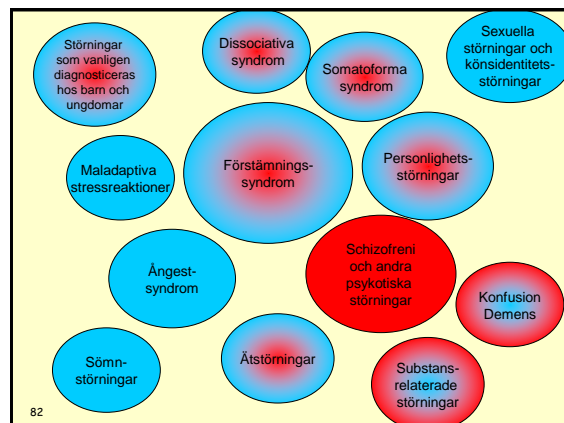 Störningar
som vanligen
diagnosticeras
hos barn och
ungdomar
Dissociativa
syndrom
Somatoforma
syndrom
Sexuella
störningar och
könsidentitets-
störningar
Maladaptiva
stressreaktioner
Förstämnings-
syndrom
Personlighets-
störningar
Ångest-
syndrom
Schizofreni
och andra
psykotiska
störningar
Konfusion
Demens
Sömn-
störningar
Ätstörningar
Substans-
relaterade
störningar
82